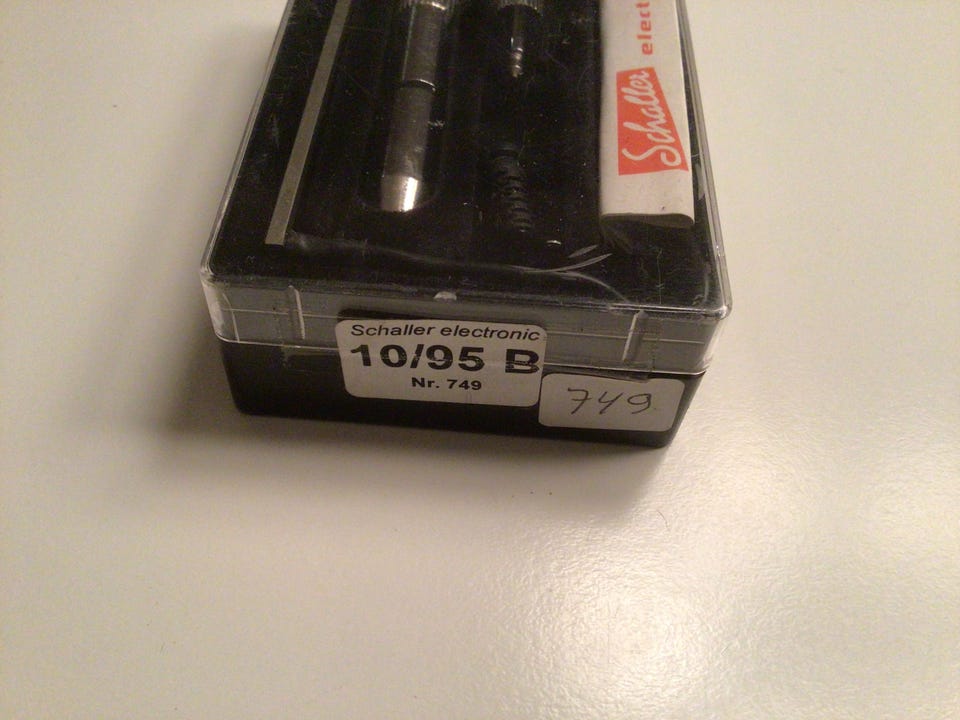 Schaller elect
Schaller electronic
10/95 B
Nr. 749
749